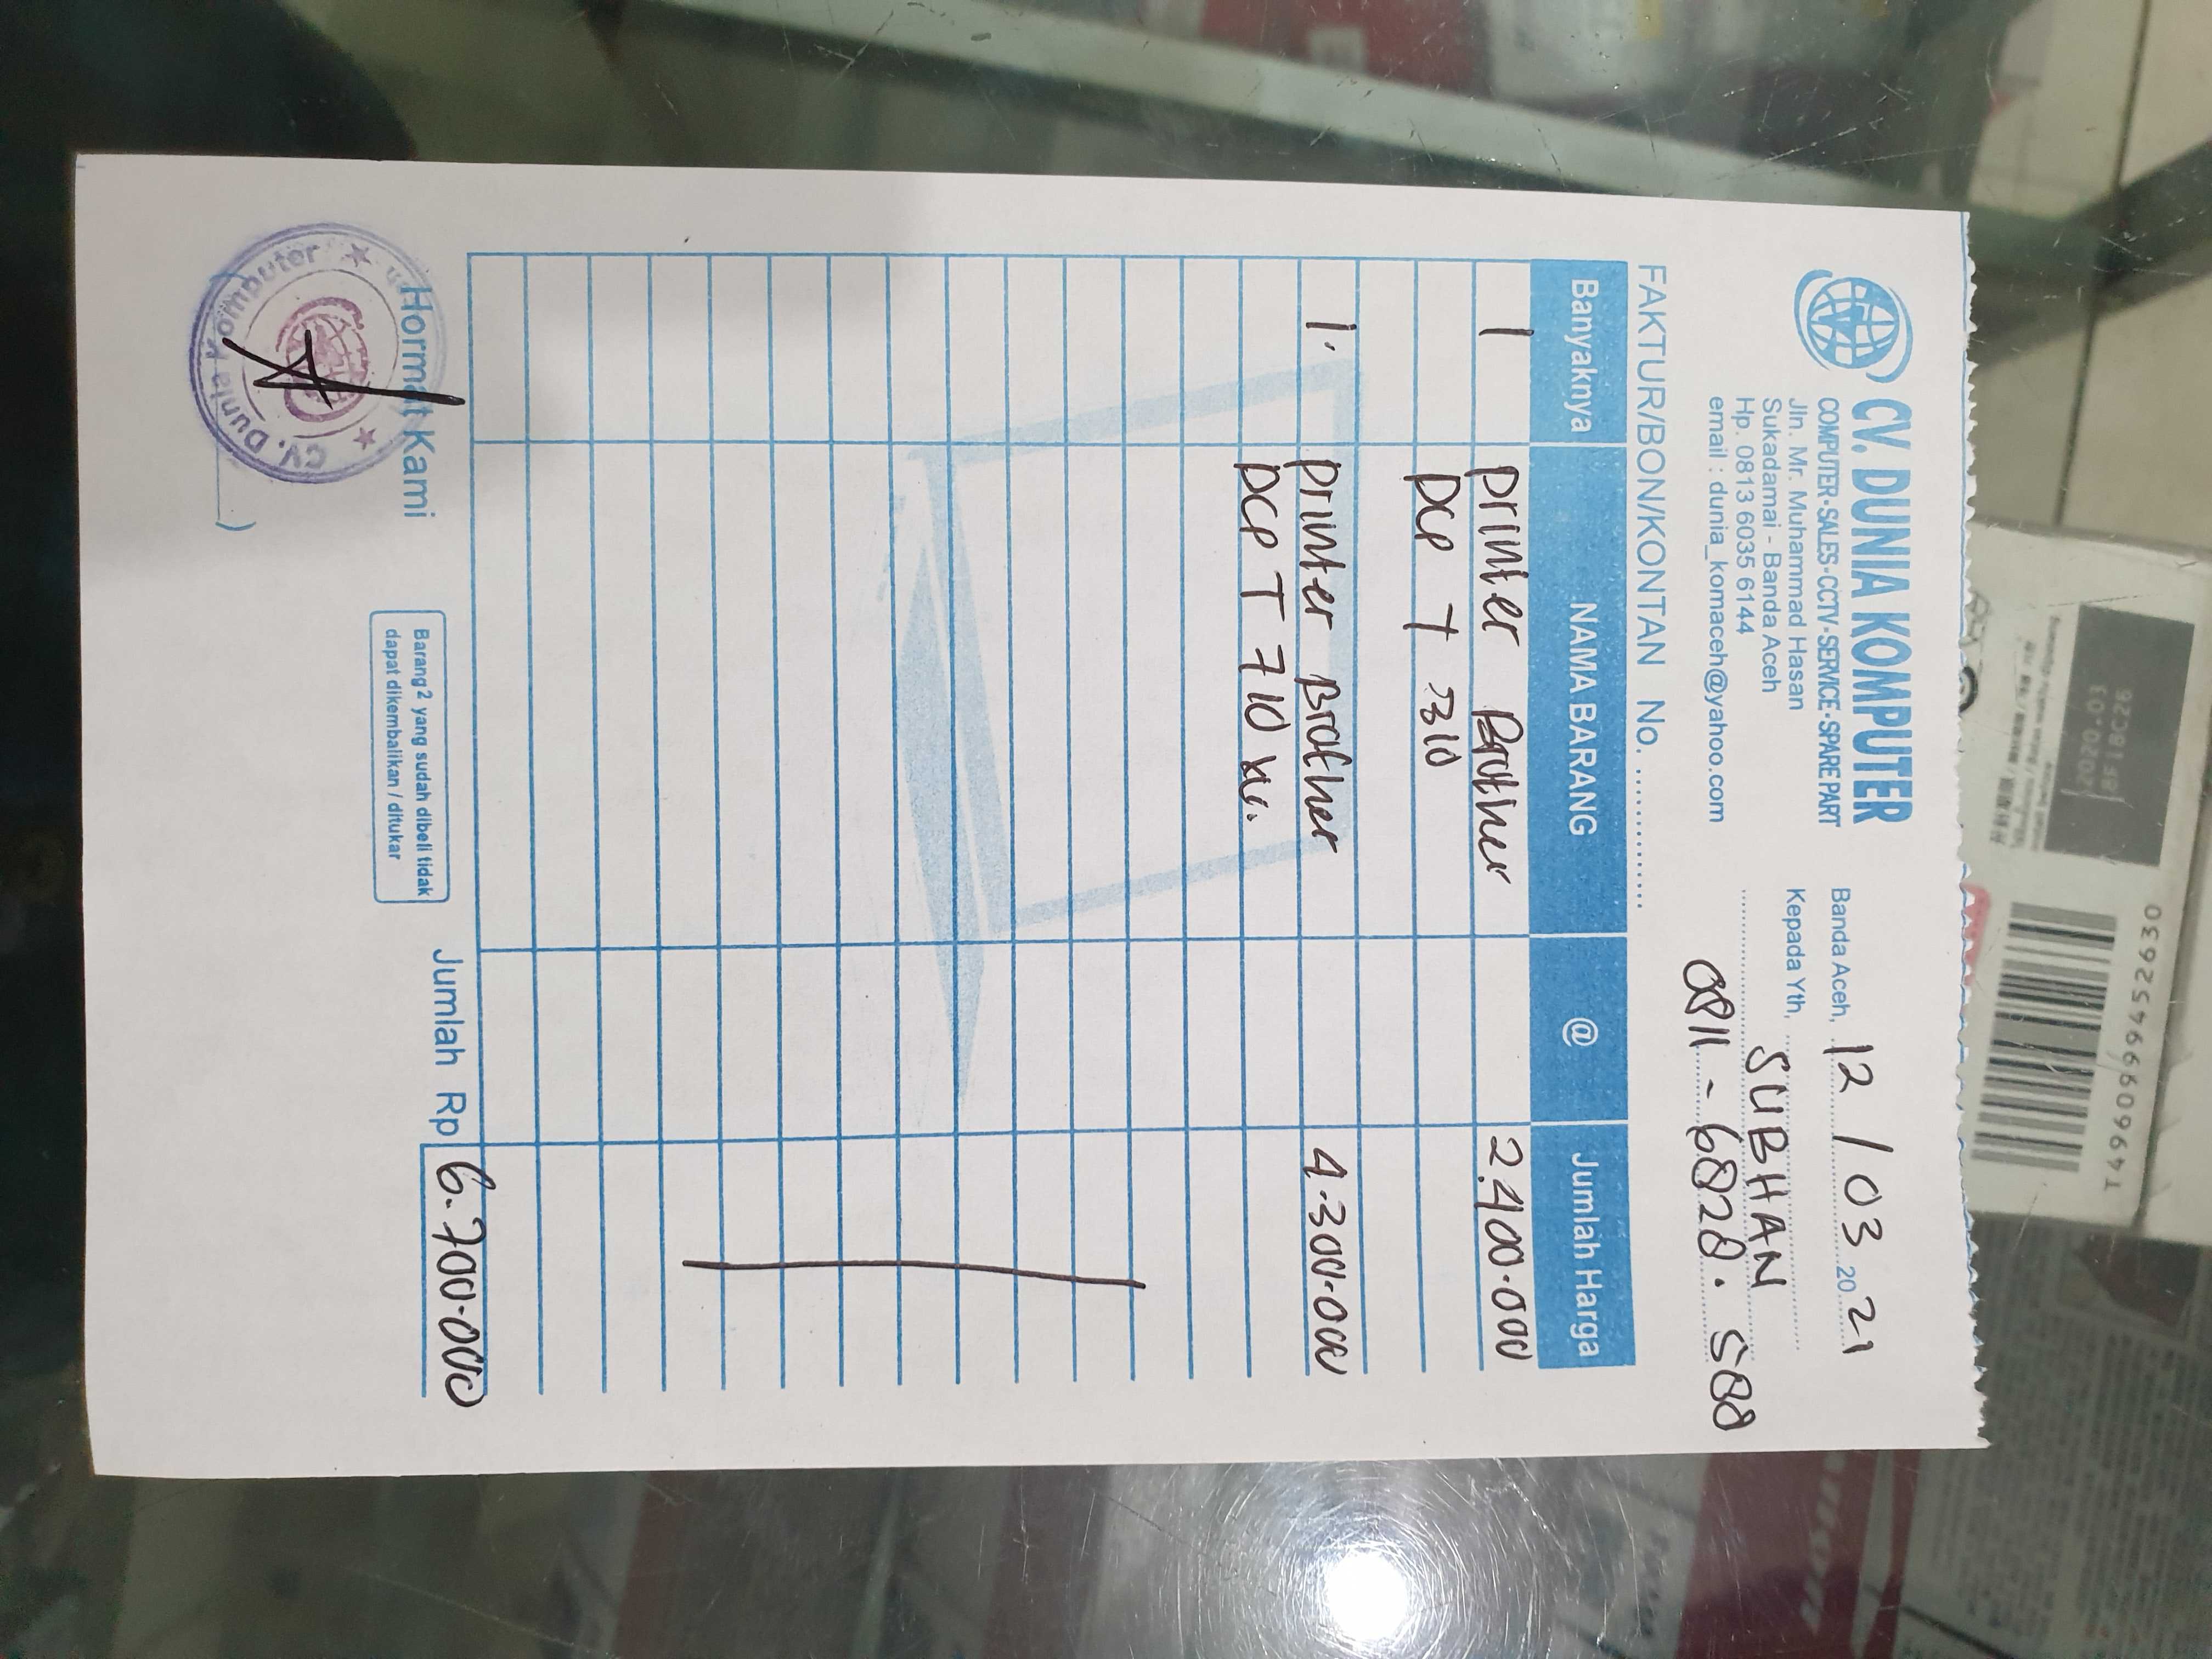 CV. DUNIA KOMPUTER
COMPUTER-SALES-CCTV-SERVICE-SPARE PART
Jln. Mr. Muhammad Hasan
Sukadamai - Banda Aceh
Hp. 0813 6035 6144
email : dunia_komaceh@yahoo.com
Banda Aceh, 12 / 03 2021
Kepada Yth,
SUBHAN
0811-6828.588
FAKTUR/BON/KONTAN No.
Banyaknya NAMA BARANG @ Jumlah Harga
1 printer Brother 2.400.000
DCP T 310
1. printer Brother 4.300.000
DCP T 710
Jumlah Rp 6.700.000
Hormat Kami
Barang2 yang sudah dibeli tidak
dapat dikembalikan / ditukar
CV. Dunia Komputer
036254566099641